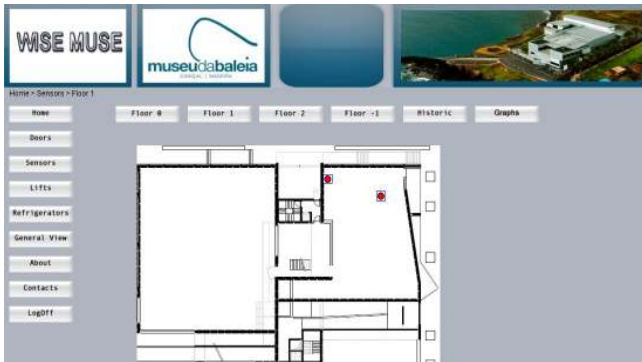 WISE MUSE
museudabaleia
CANIÇAL | MADEIRA
Home > Sensors > Floor 1
Home
Floor 0
Floor 1
Floor 2
Floor -1
Historic
Graphs
Doors
Sensors
Lifts
Refrigerators
General View
About
Contacts
LogOff